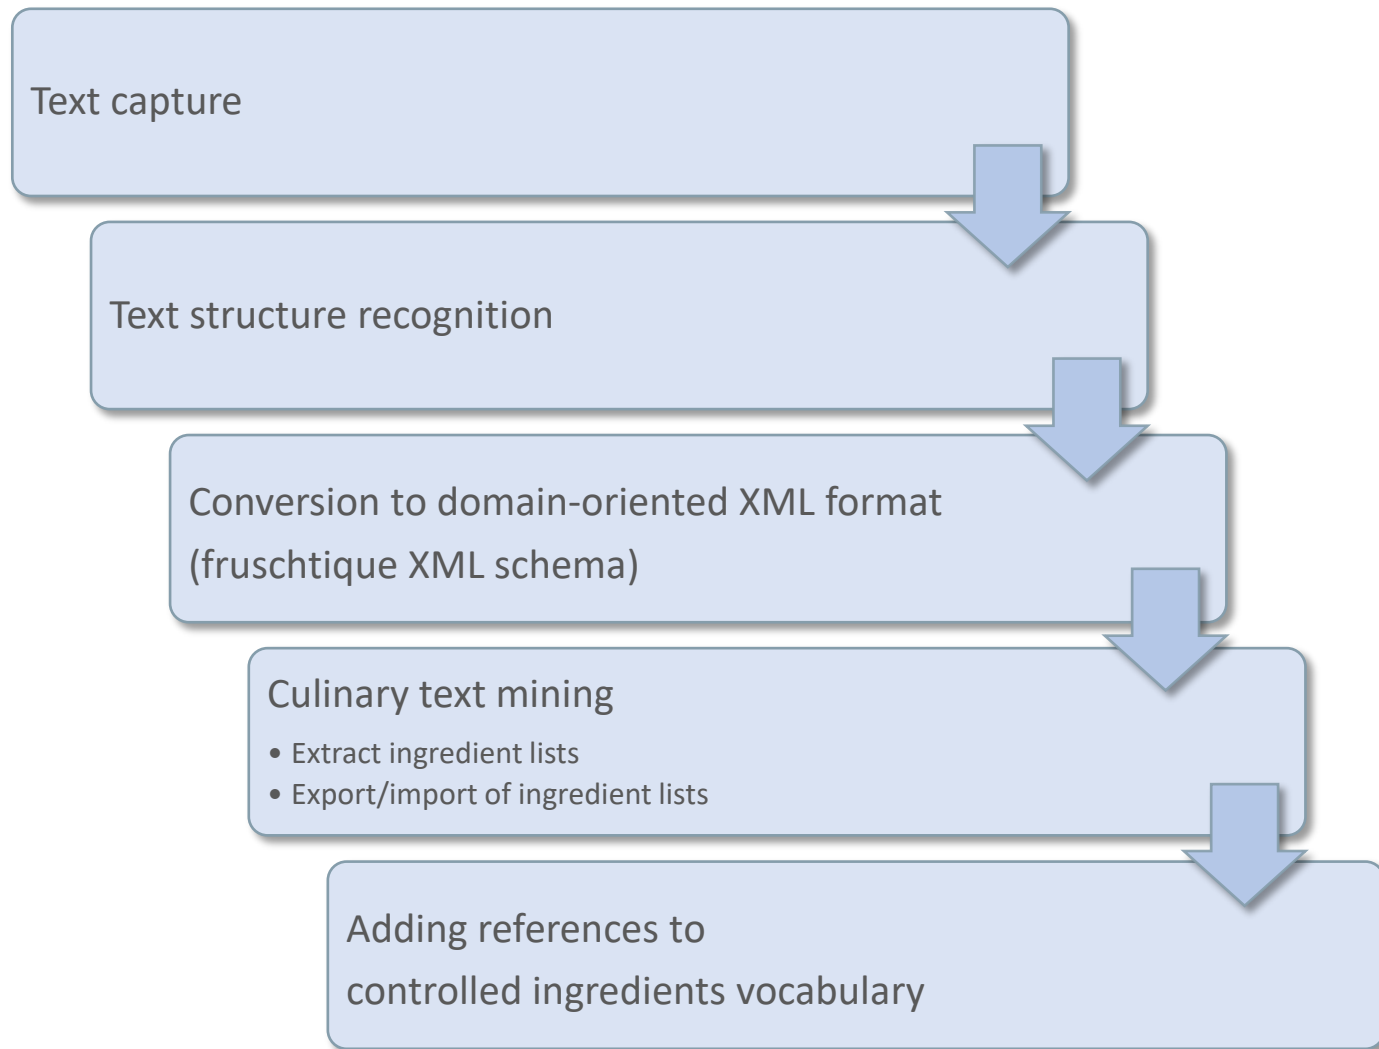 Text capture
Text structure recognition
Conversion to domain-oriented XML format
(fruschtique XML schema)
Culinary text mining
• Extract ingredient lists
• Export/import of ingredient lists
Adding references to
controlled ingredients vocabulary